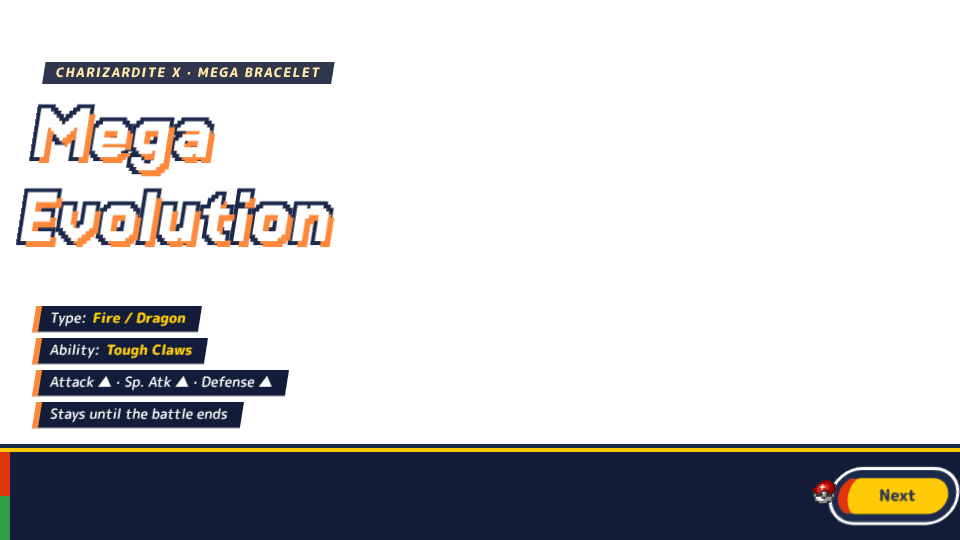 CHARIZARDITE X · MEGA BRACELET
Mega
Evolution
Type: Fire / Dragon
Ability: Tough Claws
Attack ▲ · Sp. Atk ▲ · Defense ▲
Stays until the battle ends
Next